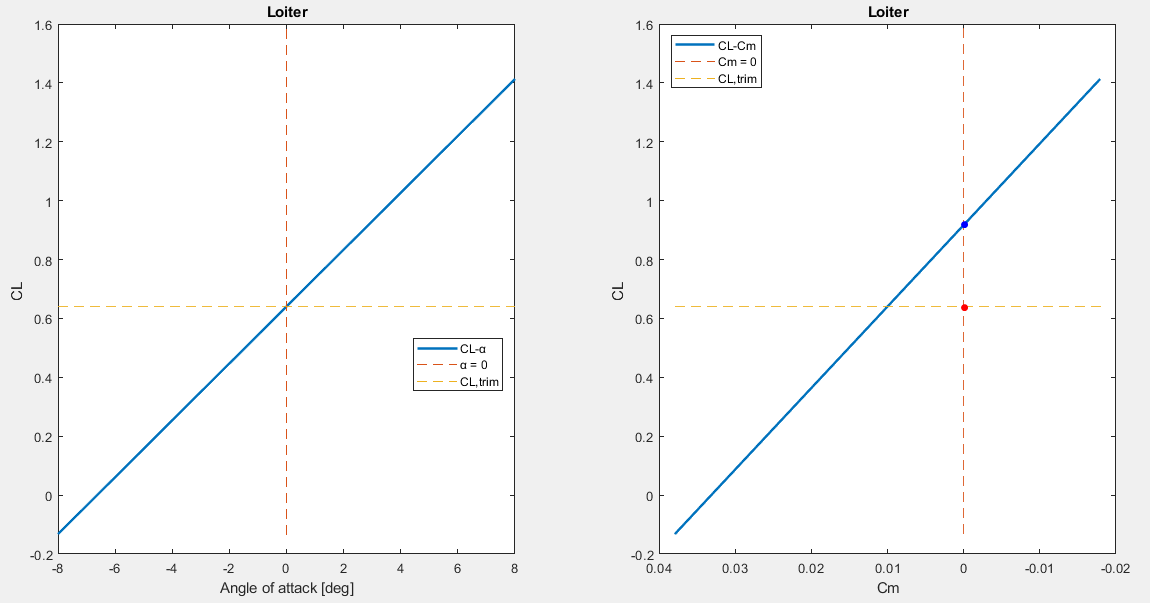 Loiter
1.6
1.4
1.2
1
0.8
0.6
0.4
0.2
0
-0.2
CL
CL-α
α = 0
CL,trim
-8 -6 -4 -2 0 2 4 6 8
Angle of attack [deg]
Loiter
1.6
1.4
1.2
1
0.8
0.6
0.4
0.2
0
-0.2
CL
CL-Cm
Cm = 0
CL,trim
0.04 0.03 0.02 0.01 0 -0.01 -0.02
Cm